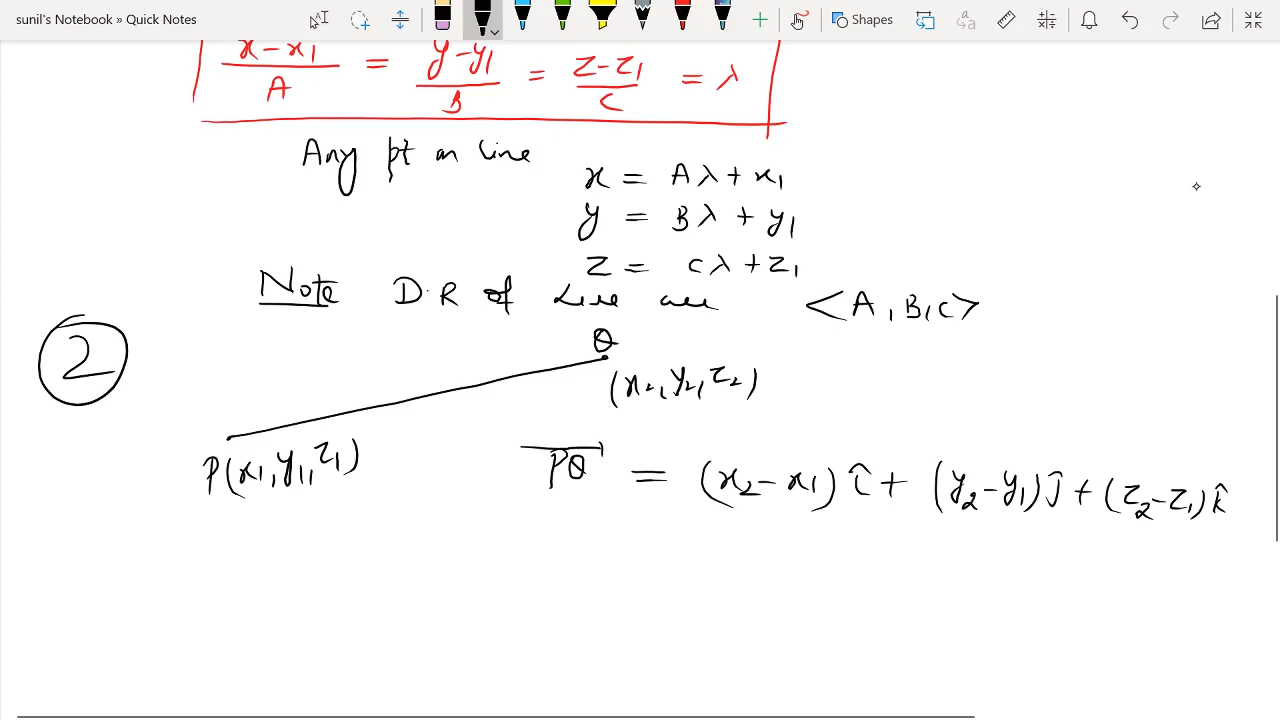 sunil's Notebook » Quick Notes
Shapes
x-x₁/A = y-y₁/B = z-z₁/C = λ
Any pt on line
x = Aλ + x₁
y = Bλ + y₁
z = cλ + z₁
Note D.R of Line are <A, B, C>
2
Q
(x₂, y₂, z₂)
P(x₁, y₁, z₁)
PQ = (x₂ - x₁) î + (y₂ - y₁) ĵ + (z₂ - z₁) k̂